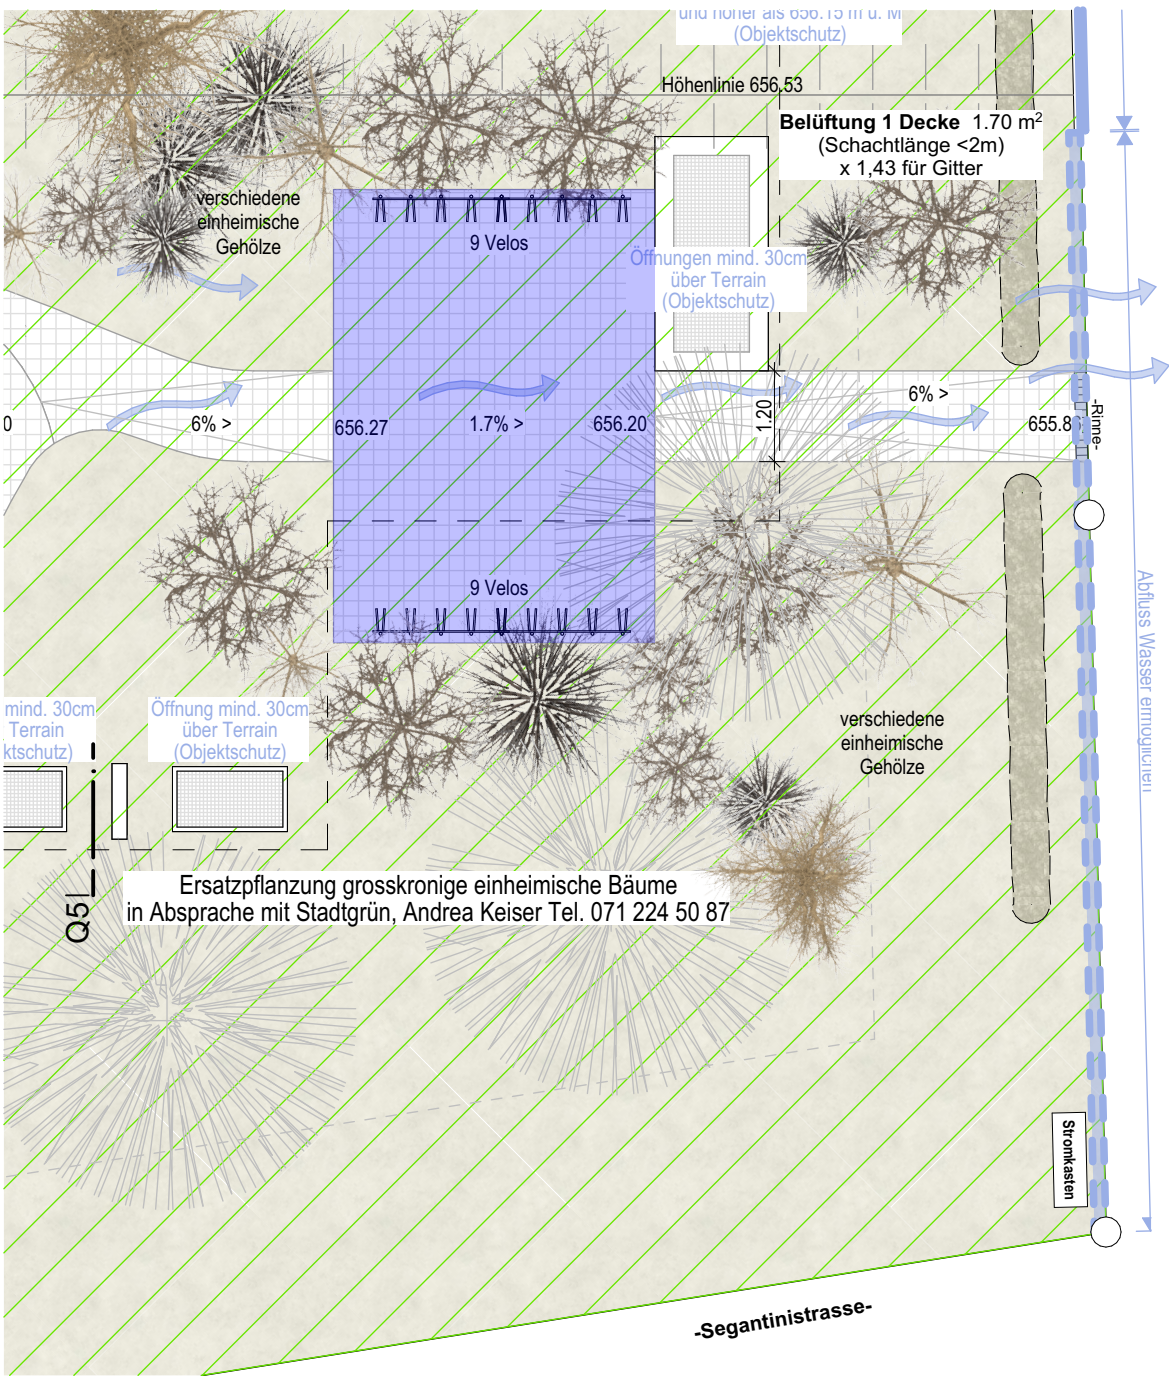 und höher als 656.15 m ü. M
(Objektschutz)
Höhenlinie 656.53
Belüftung 1 Decke 1.70 m²
(Schachtlänge <2m)
x 1,43 für Gitter
verschiedene
einheimische
Gehölze
9 Velos
Öffnungen mind. 30cm
über Terrain
(Objektschutz)
6% >
656.27
1.7% >
656.20
1.20
6% >
655.8
-Rinne-
0
9 Velos
Abfluss Wasser ermöglichen
mind. 30cm
Terrain
ktschutz)
Öffnung mind. 30cm
über Terrain
(Objektschutz)
verschiedene
einheimische
Gehölze
Q5
Ersatzpflanzung grosskronige einheimische Bäume
in Absprache mit Stadtgrün, Andrea Keiser Tel. 071 224 50 87
Stromkasten
-Segantinistrasse-